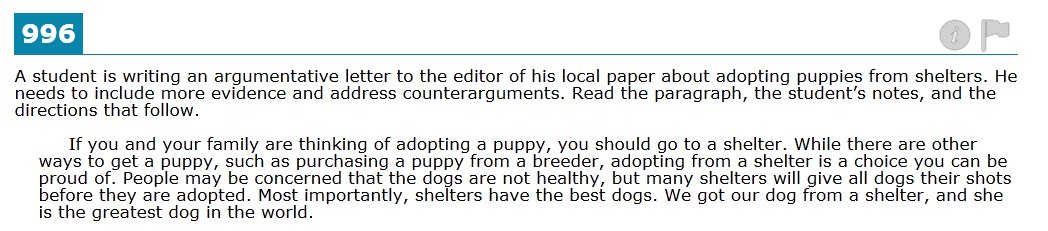 996
A student is writing an argumentative letter to the editor of his local paper about adopting puppies from shelters. He
needs to include more evidence and address counterarguments. Read the paragraph, the student's notes, and the
directions that follow.
If you and your family are thinking of adopting a puppy, you should go to a shelter. While there are other
ways to get a puppy, such as purchasing a puppy from a breeder, adopting from a shelter is a choice you can be
proud of. People may be concerned that the dogs are not healthy, but many shelters will give all dogs their shots
before they are adopted. Most importantly, shelters have the best dogs. We got our dog from a shelter, and she
is the greatest dog in the world.